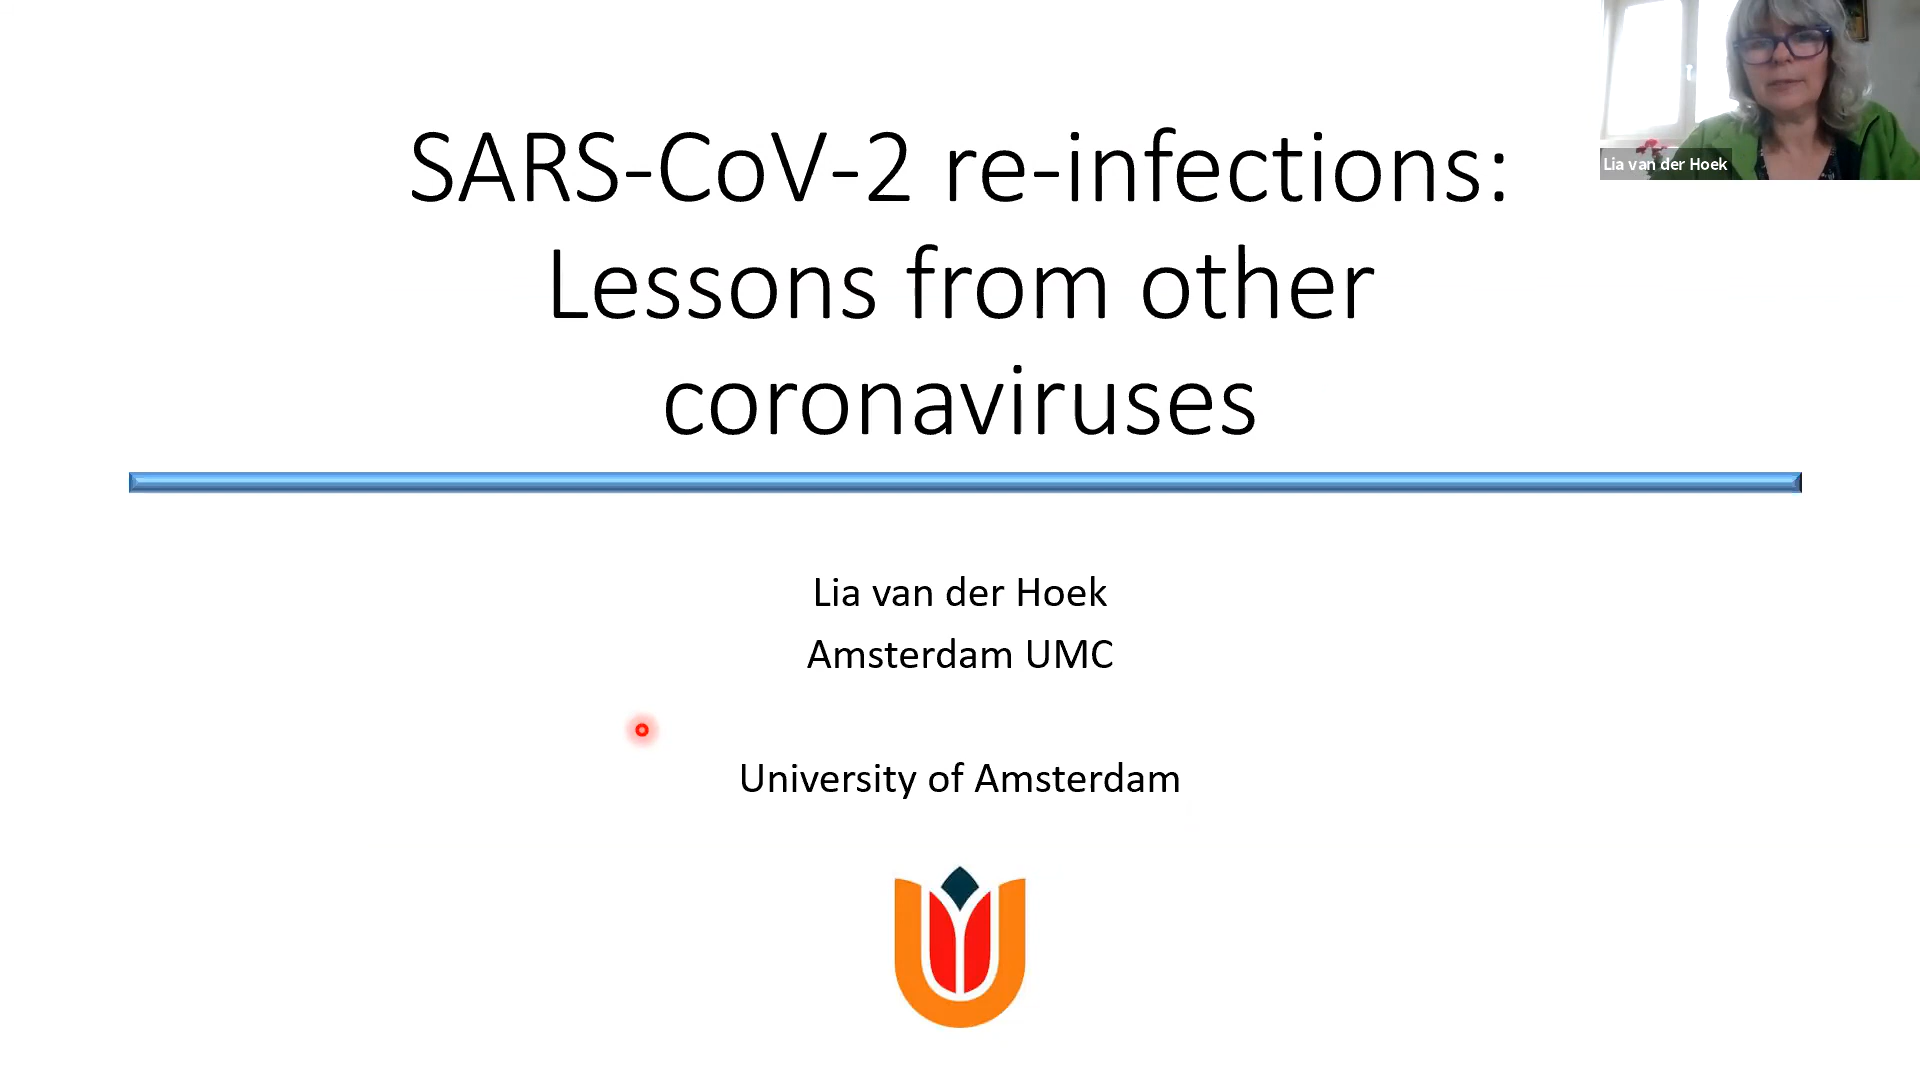 SARS-CoV-2 re-infections:
Lessons from other
coronaviruses
Lia van der Hoek
Lia van der Hoek
Amsterdam UMC
University of Amsterdam